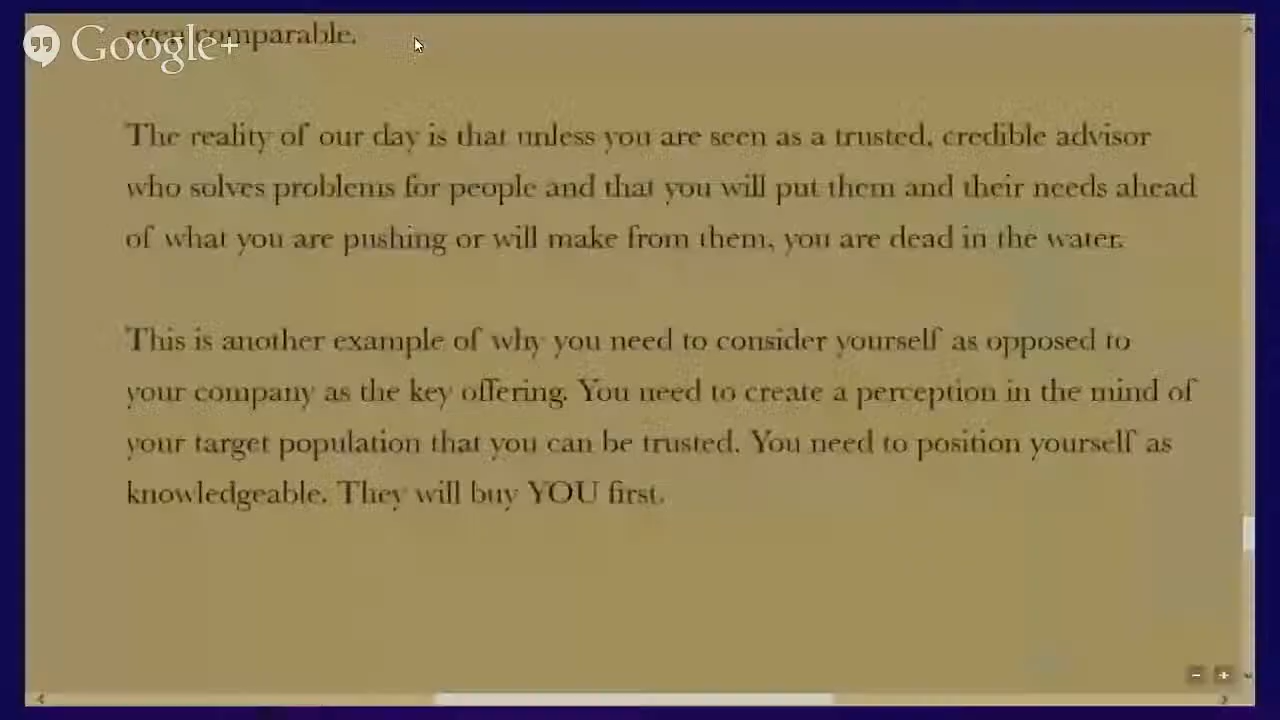 even comparable.
Google+
The reality of our day is that unless you are seen as a trusted, credible advisor
who solves problems for people and that you will put them and their needs ahead
of what you are pushing or will make from them, you are dead in the water.
This is another example of why you need to consider yourself as opposed to
your company as the key offering. You need to create a perception in the mind of
your target population that you can be trusted. You need to position yourself as
knowledgeable. They will buy YOU first.